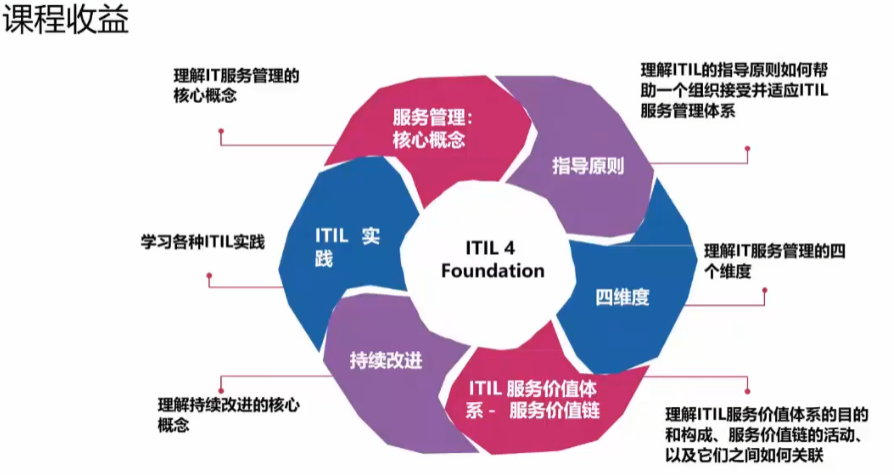 课程收益
理解IT服务管理的
核心概念
服务管理：
核心概念
理解ITIL的指导原则如何帮
助一个组织接受并适应ITIL
服务管理体系
指导原则
学习各种ITIL实践
ITIL 实
践
ITIL 4
Foundation
理解IT服务管理的四
个维度
四维度
持续改进
ITIL 服务价值体
系 - 服务价值链
理解持续改进的核心
概念
理解ITIL服务价值体系的目的
和构成、服务价值链的活动、
以及它们之间如何关联